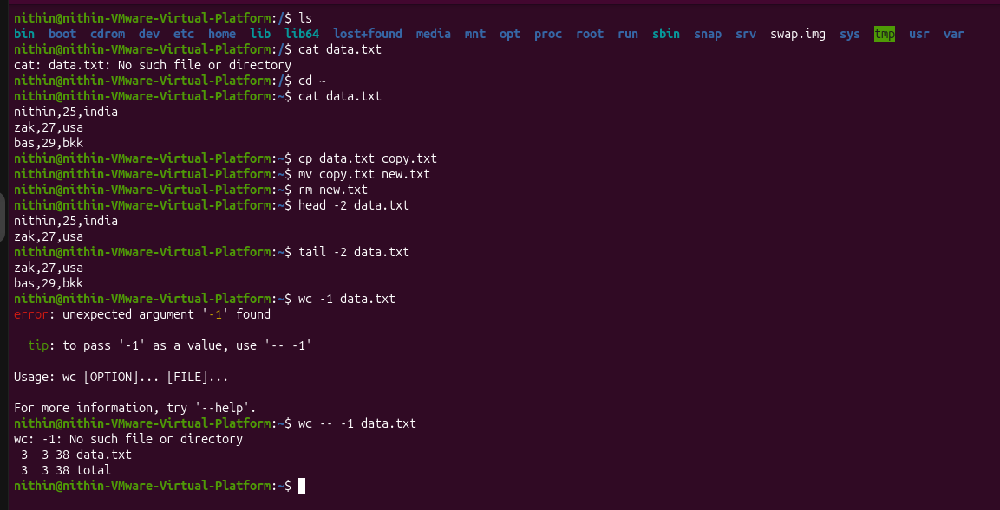 nithin@nithin-VMware-Virtual-Platform:/$ ls
bin  boot  cdrom  dev  etc  home  lib  lib64  lost+found  media  mnt  opt  proc  root  run  sbin  snap  srv  swap.img  sys  tmp  usr  var
nithin@nithin-VMware-Virtual-Platform:/$ cat data.txt
cat: data.txt: No such file or directory
nithin@nithin-VMware-Virtual-Platform:/$ cd ~
nithin@nithin-VMware-Virtual-Platform:~$ cat data.txt
nithin,25,india
zak,27,usa
bas,29,bkk
nithin@nithin-VMware-Virtual-Platform:~$ cp data.txt copy.txt
nithin@nithin-VMware-Virtual-Platform:~$ mv copy.txt new.txt
nithin@nithin-VMware-Virtual-Platform:~$ rm new.txt
nithin@nithin-VMware-Virtual-Platform:~$ head -2 data.txt
nithin,25,india
zak,27,usa
nithin@nithin-VMware-Virtual-Platform:~$ tail -2 data.txt
zak,27,usa
bas,29,bkk
nithin@nithin-VMware-Virtual-Platform:~$ wc -1 data.txt
error: unexpected argument '-1' found
  tip: to pass '-1' as a value, use '-- -1'
Usage: wc [OPTION]... [FILE]...
For more information, try '--help'.
nithin@nithin-VMware-Virtual-Platform:~$ wc -- -1 data.txt
wc: -1: No such file or directory
 3  3 38 data.txt
 3  3 38 total
nithin@nithin-VMware-Virtual-Platform:~$